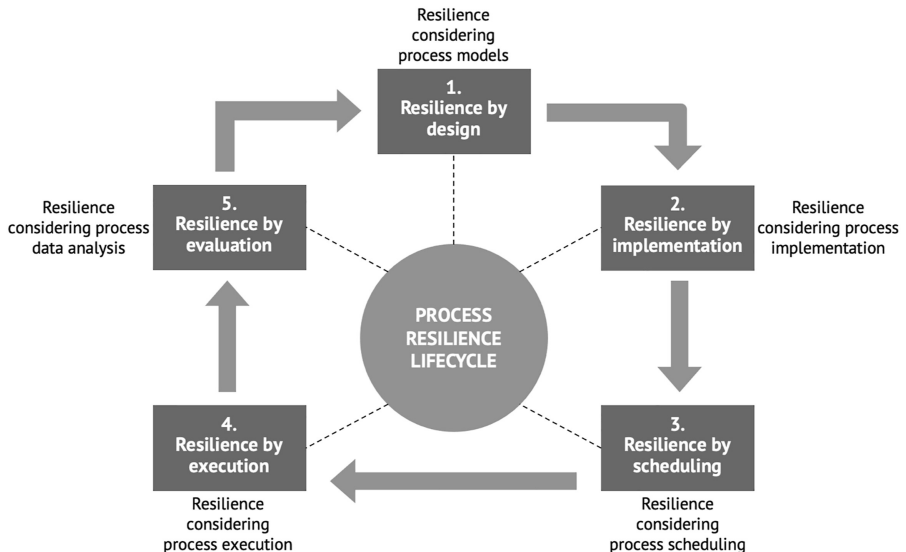 Resilience
considering
process models
1.
Resilience by
design
5.
Resilience by
evaluation
Resilience
considering process
data analysis
2.
Resilience by
implementation
Resilience
considering process
implementation
PROCESS
RESILIENCE
LIFECYCLE
4.
Resilience by
execution
Resilience
considering
process execution
3.
Resilience by
scheduling
Resilience
considering
process scheduling